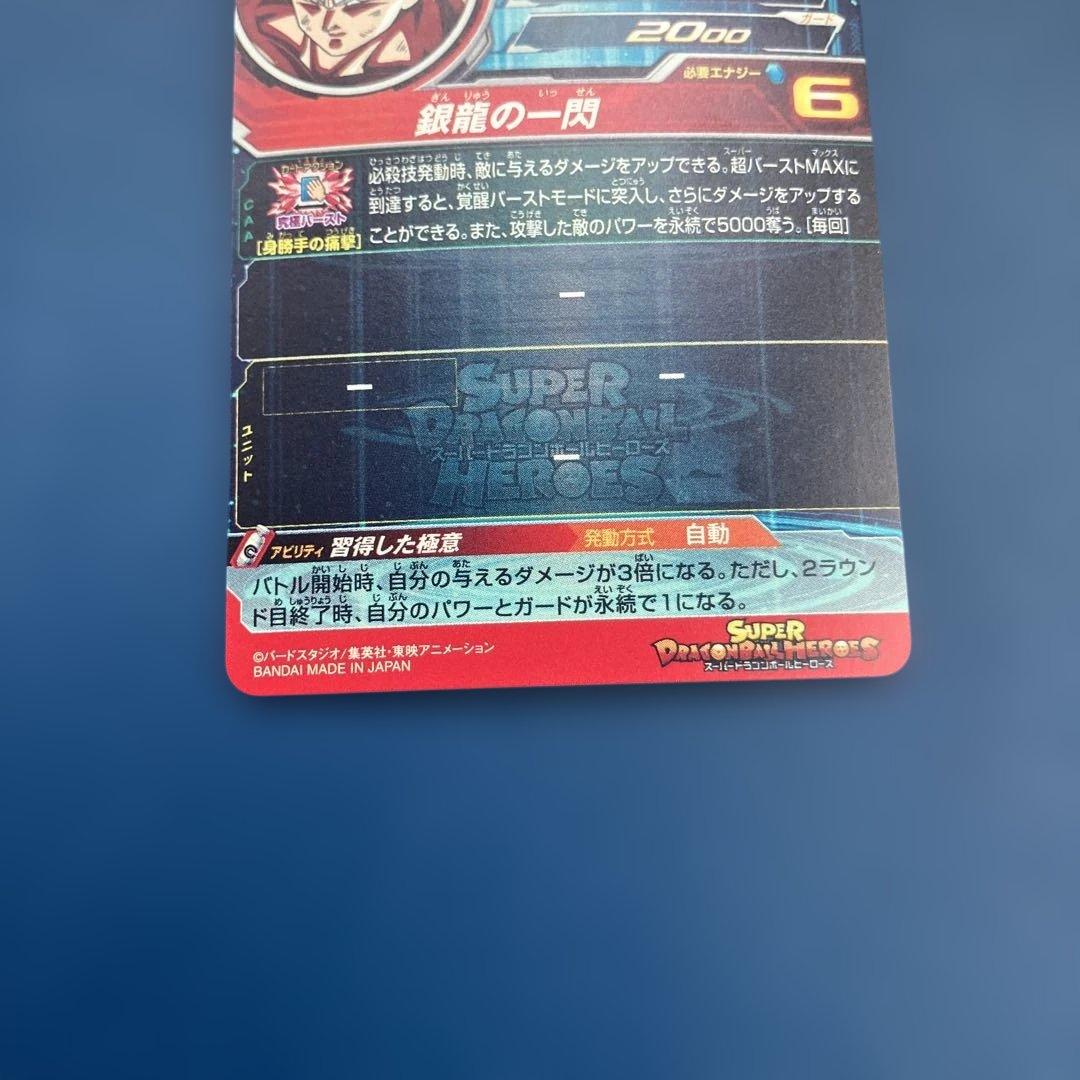 ガード
2000
必要エナジー 6
銀龍の一閃
ぎん りゅう いっ せん
カードアクション
究極バースト
[身勝手の痛撃]
CAA
必殺技発動時、敵に与えるダメージをアップできる。超バーストMAXに
到達すると、覚醒バーストモードに突入し、さらにダメージをアップする
ことができる。また、攻撃した敵のパワーを永続で5000奪う。[毎回]
ー
ー ー
ー
ユニット
SUPER
DRAGONBALL
スーパードラゴンボールヒーローズ
HEROES
アビリティ 習得した極意 発動方式 自動
バトル開始時、自分の与えるダメージが3倍になる。ただし、2ラウン
ド目終了時、自分のパワーとガードが永続で1になる。
©バードスタジオ/集英社・東映アニメーション
BANDAI MADE IN JAPAN
SUPER
DRAGONBALL HEROES
スーパードラゴンボールヒーローズ